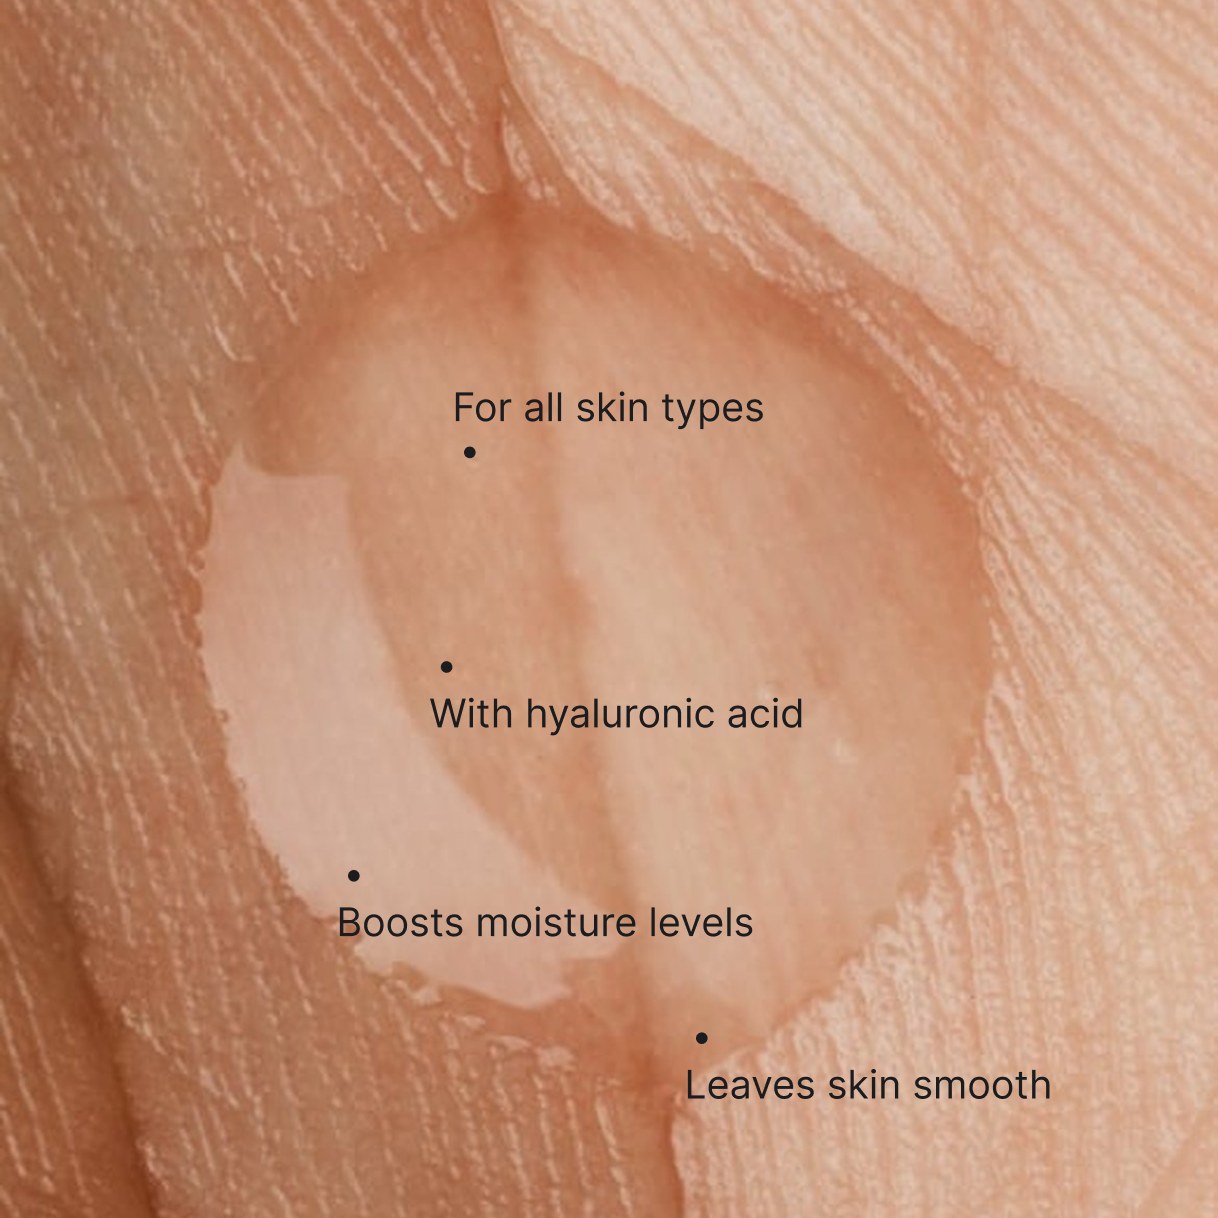 For all skin types
With hyaluronic acid
Boosts moisture levels
Leaves skin smooth